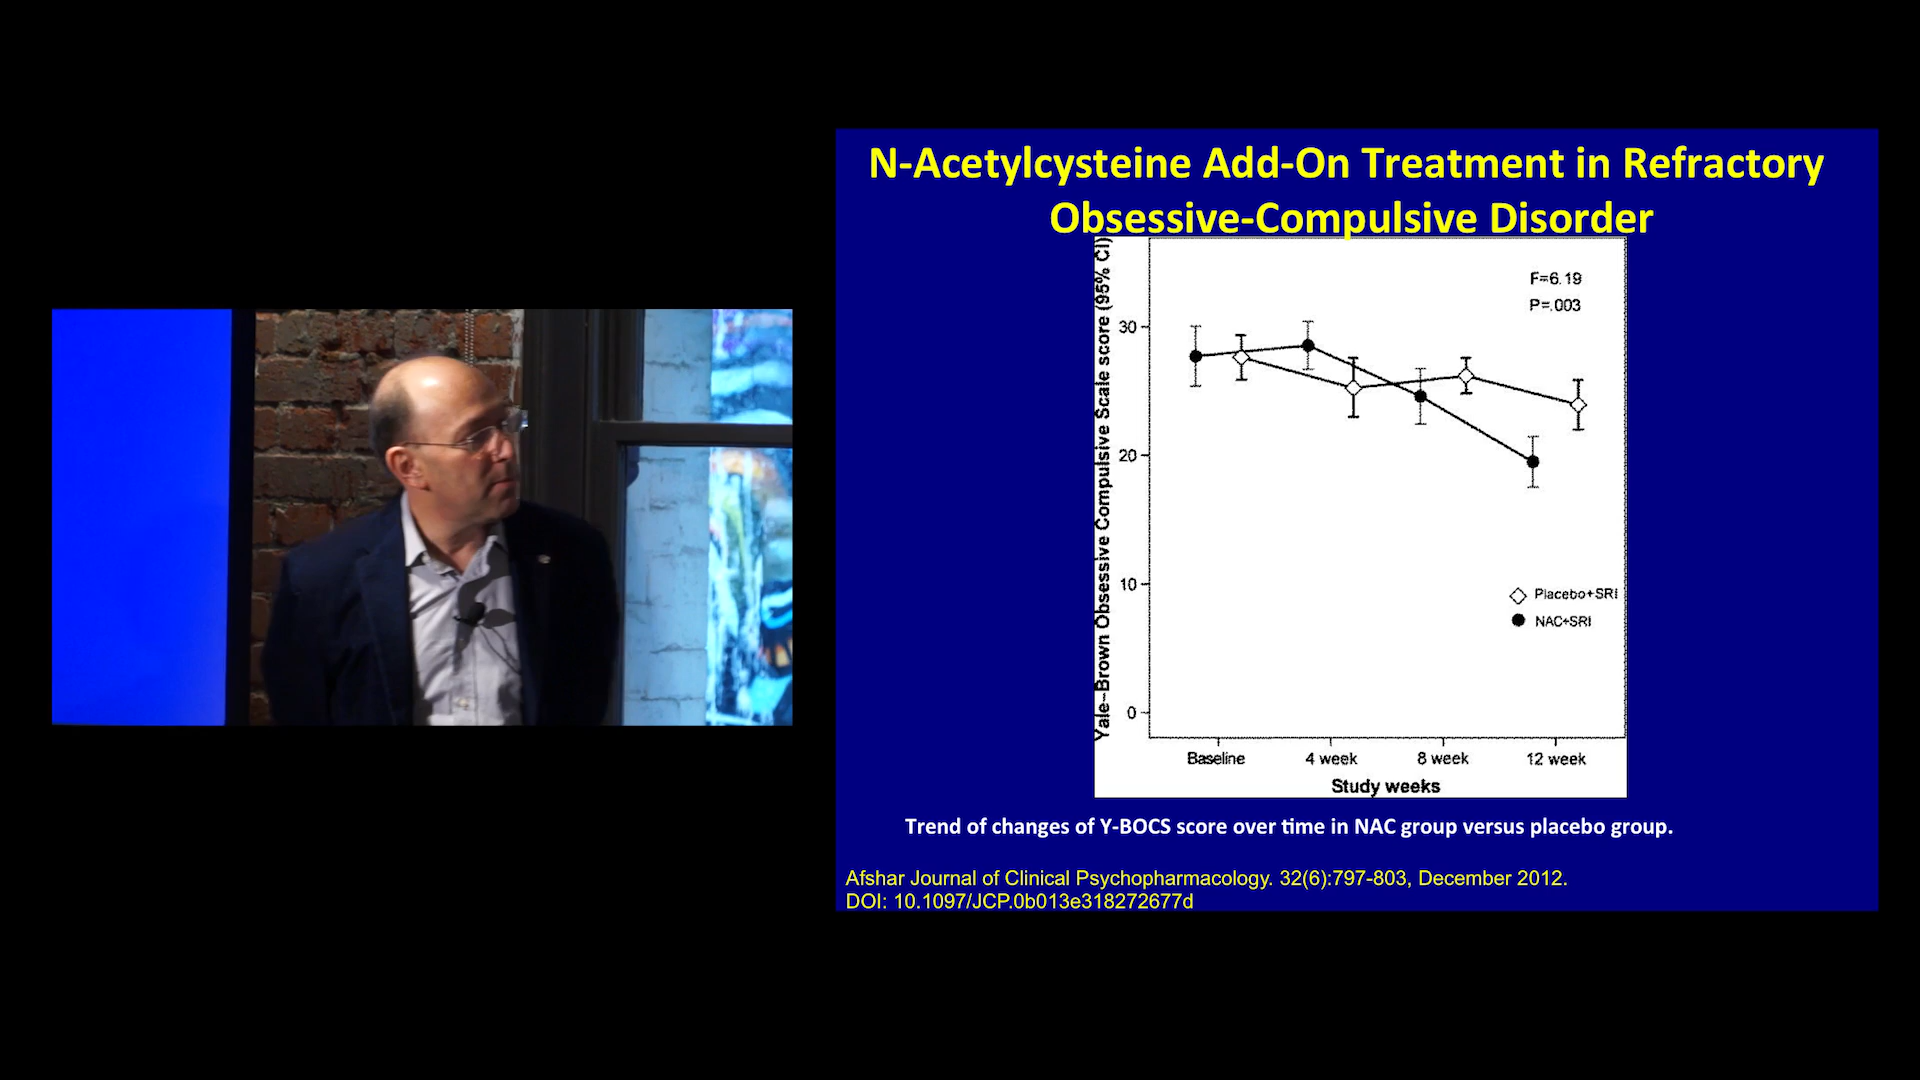 N-Acetylcysteine Add-On Treatment in Refractory
Obsessive-Compulsive Disorder
Yale-Brown Obsessive Compulsive Scale score (95% CI)
F=6.19
P=.003
30
20
10
0
Placebo+SRI
NAC+SRI
Baseline 4 week 8 week 12 week
Study weeks
Trend of changes of Y-BOCS score over time in NAC group versus placebo group.
Afshar Journal of Clinical Psychopharmacology. 32(6):797-803, December 2012.
DOI: 10.1097/JCP.0b013e318272677d